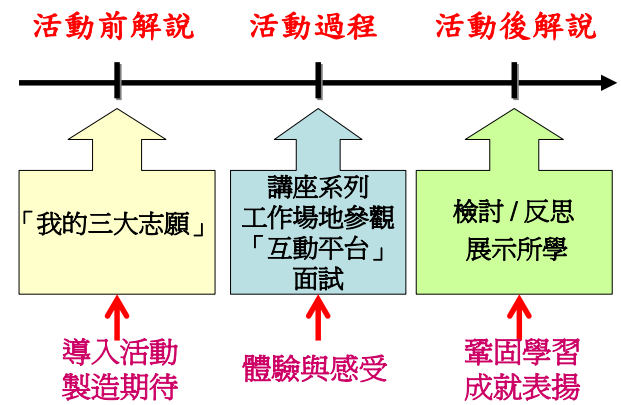 活動前解說
活動過程
活動後解說
「我的三大志願」
講座系列
工作場地參觀
「互動平台」
面試
檢討 / 反思
展示所學
導入活動
製造期待
體驗與感受
鞏固學習
成就表揚